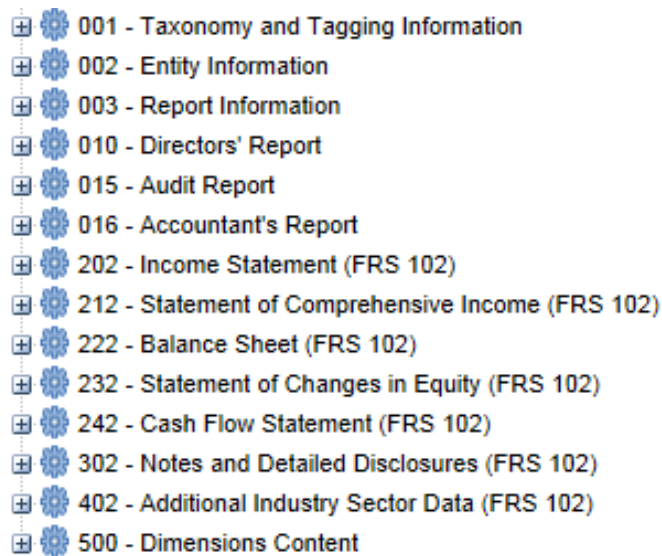 001 - Taxonomy and Tagging Information
002 - Entity Information
003 - Report Information
010 - Directors' Report
015 - Audit Report
016 - Accountant's Report
202 - Income Statement (FRS 102)
212 - Statement of Comprehensive Income (FRS 102)
222 - Balance Sheet (FRS 102)
232 - Statement of Changes in Equity (FRS 102)
242 - Cash Flow Statement (FRS 102)
302 - Notes and Detailed Disclosures (FRS 102)
402 - Additional Industry Sector Data (FRS 102)
500 - Dimensions Content